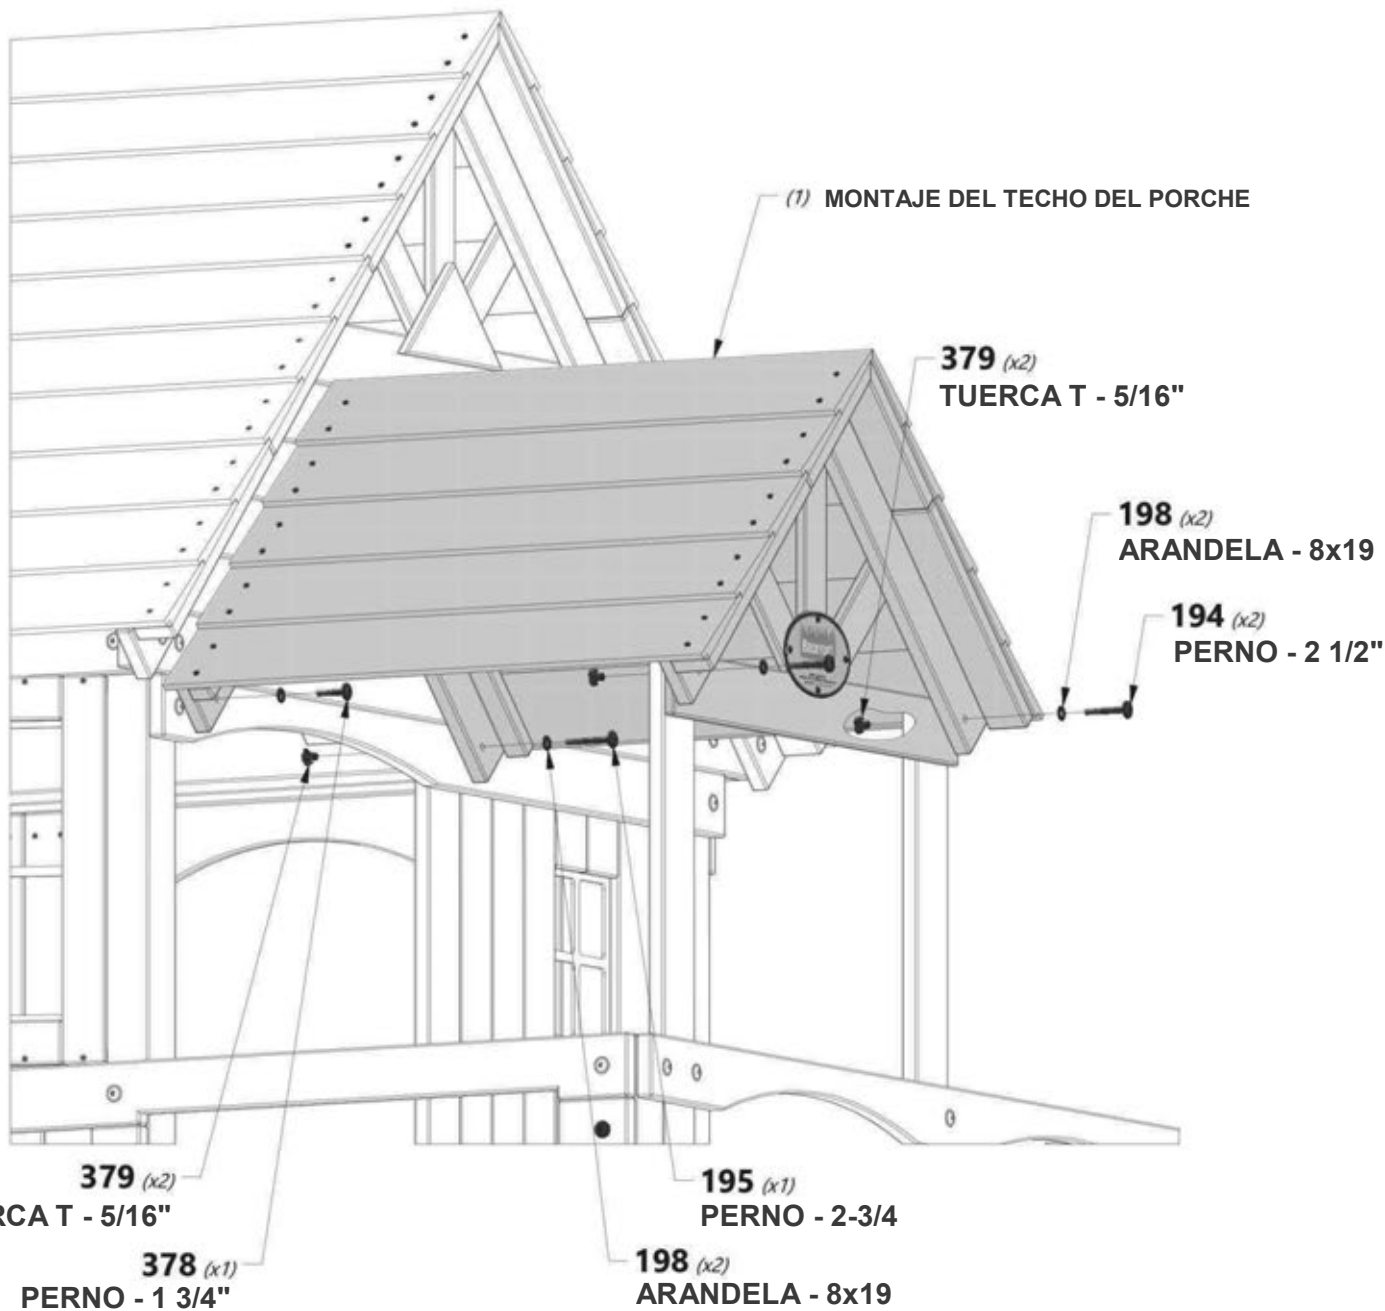 (1) MONTAJE DEL TECHO DEL PORCHE
379 (x2)
TUERCA T - 5/16"
198 (x2)
ARANDELA - 8x19
194 (x2)
PERNO - 2 1/2"
379 (x2)
RCA T - 5/16"
195 (x1)
PERNO - 2-3/4
378 (x1)
PERNO - 1 3/4"
198 (x2)
ARANDELA - 8x19